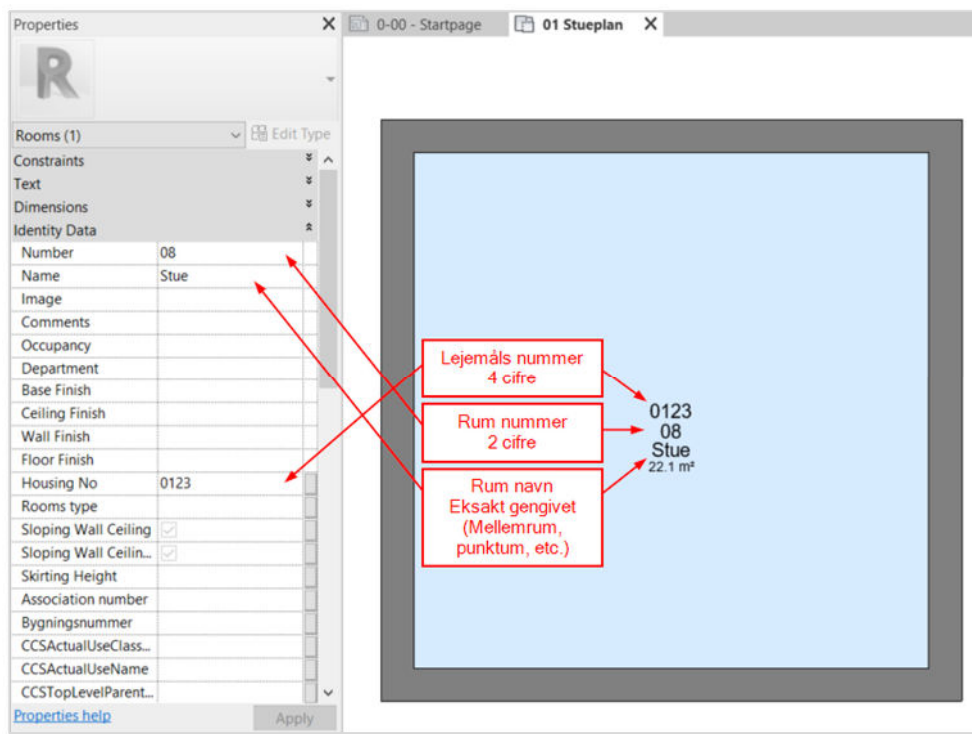 Properties
0-00 - Startpage
01 Stueplan
R
Rooms (1)
Edit Type
Constraints
Text
Dimensions
Identity Data
Number 08
Name Stue
Image
Comments
Occupancy
Department
Base Finish
Ceiling Finish
Wall Finish
Floor Finish
Housing No 0123
Rooms type
Sloping Wall Ceiling
Sloping Wall Ceilin...
Skirting Height
Association number
Bygningsnummer
CCSActualUseClass...
CCSActualUseName
CCSTopLevelParent...
Properties help
Apply
Lejemåls nummer
4 cifre
Rum nummer
2 cifre
Rum navn
Eksakt gengivet
(Mellemrum,
punktum, etc.)
0123
08
Stue
22.1 m²